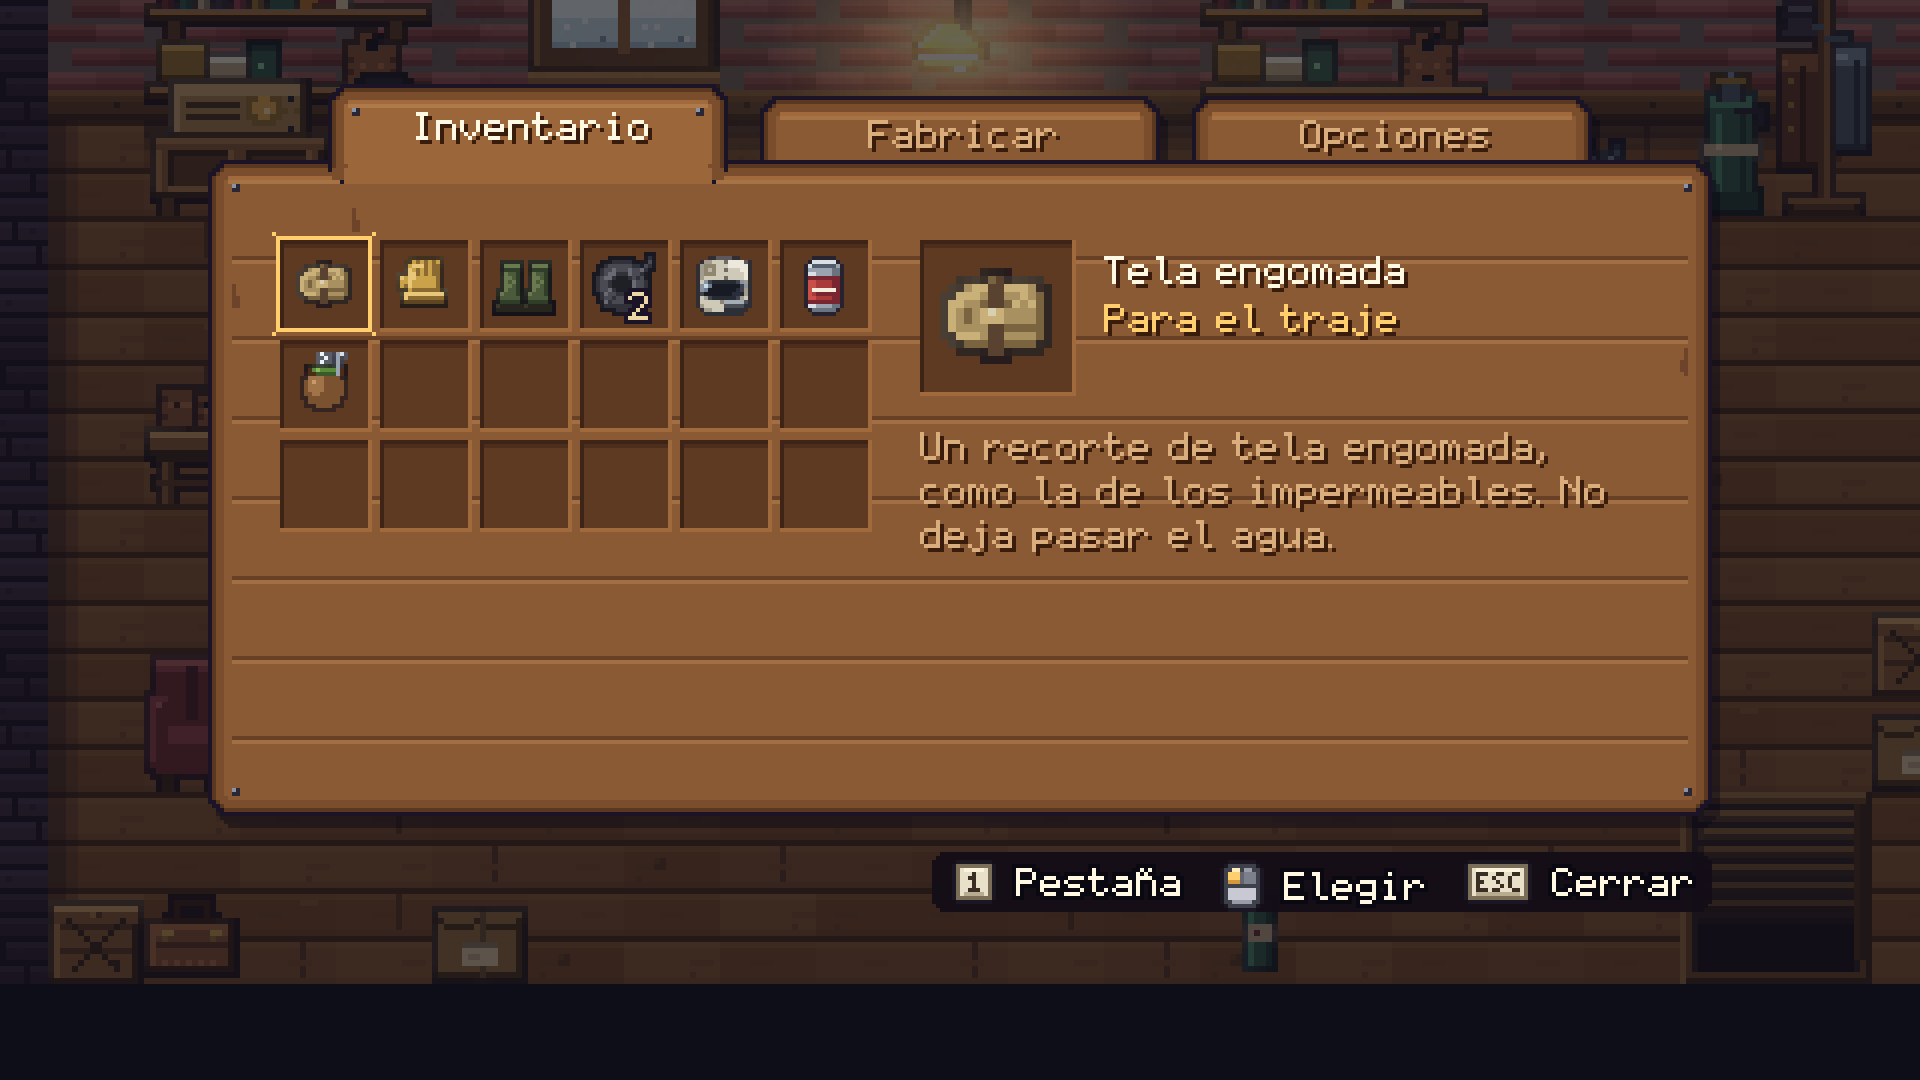 Inventario
Fabricar
Opciones
2
Tela engomada
Para el traje
Un recorte de tela engomada,
como la de los impermeables. No
deja pasar el agua.
1 Pestaña
Elegir
ESC Cerrar